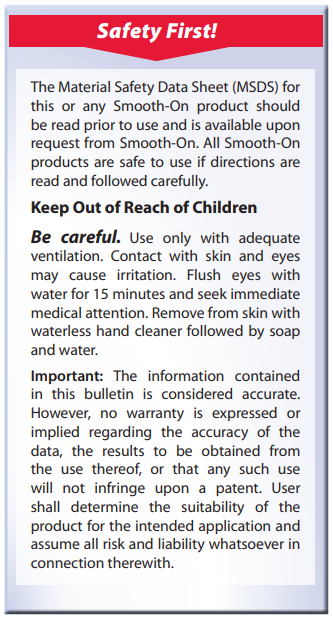 Safety First!
The Material Safety Data Sheet (MSDS) for
this or any Smooth-On product should
be read prior to use and is available upon
request from Smooth-On. All Smooth-On
products are safe to use if directions are
read and followed carefully.
Keep Out of Reach of Children
Be careful. Use only with adequate
ventilation. Contact with skin and eyes
may cause irritation. Flush eyes with
water for 15 minutes and seek immediate
medical attention. Remove from skin with
waterless hand cleaner followed by soap
and water.
Important: The information contained
in this bulletin is considered accurate.
However, no warranty is expressed or
implied regarding the accuracy of the
data, the results to be obtained from
the use thereof, or that any such use
will not infringe upon a patent. User
shall determine the suitability of the
product for the intended application and
assume all risk and liability whatsoever in
connection therewith.